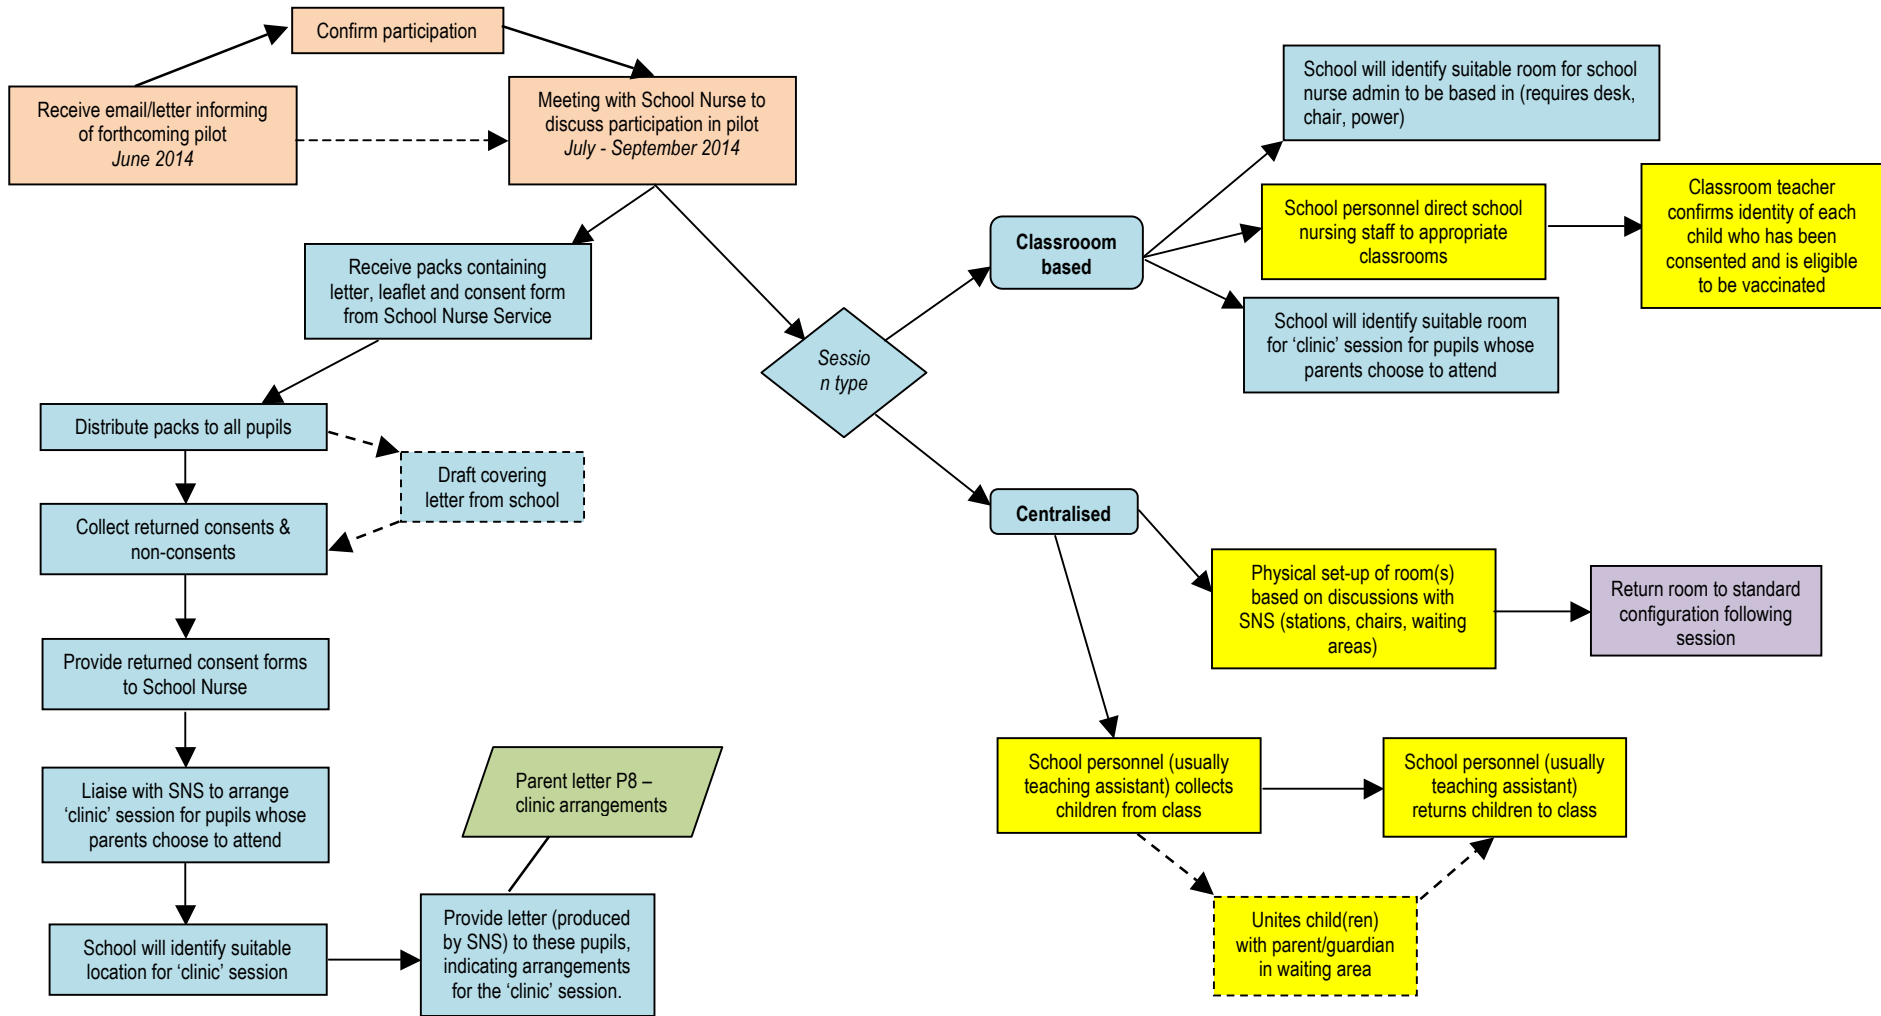 Confirm participation
Receive email/letter informing
of forthcoming pilot
June 2014
Meeting with School Nurse to
discuss participation in pilot
July - September 2014
Receive packs containing
letter, leaflet and consent form
from School Nurse Service
Distribute packs to all pupils
Draft covering
letter from school
Collect returned consents &
non-consents
Provide returned consent forms
to School Nurse
Liaise with SNS to arrange
‘clinic’ session for pupils whose
parents choose to attend
School will identify suitable
location for ‘clinic’ session
Parent letter P8 –
clinic arrangements
Provide letter (produced
by SNS) to these pupils,
indicating arrangements
for the ‘clinic’ session.
Sessio
n type
Classrooom
based
School will identify suitable room for school
nurse admin to be based in (requires desk,
chair, power)
School personnel direct school
nursing staff to appropriate
classrooms
Classroom teacher
confirms identity of each
child who has been
consented and is eligible
to be vaccinated
School will identify suitable room
for ‘clinic’ session for pupils whose
parents choose to attend
Centralised
Physical set-up of room(s)
based on discussions with
SNS (stations, chairs, waiting
areas)
Return room to standard
configuration following
session
School personnel (usually
teaching assistant) collects
children from class
School personnel (usually
teaching assistant)
returns children to class
Unites child(ren)
with parent/guardian
in waiting area